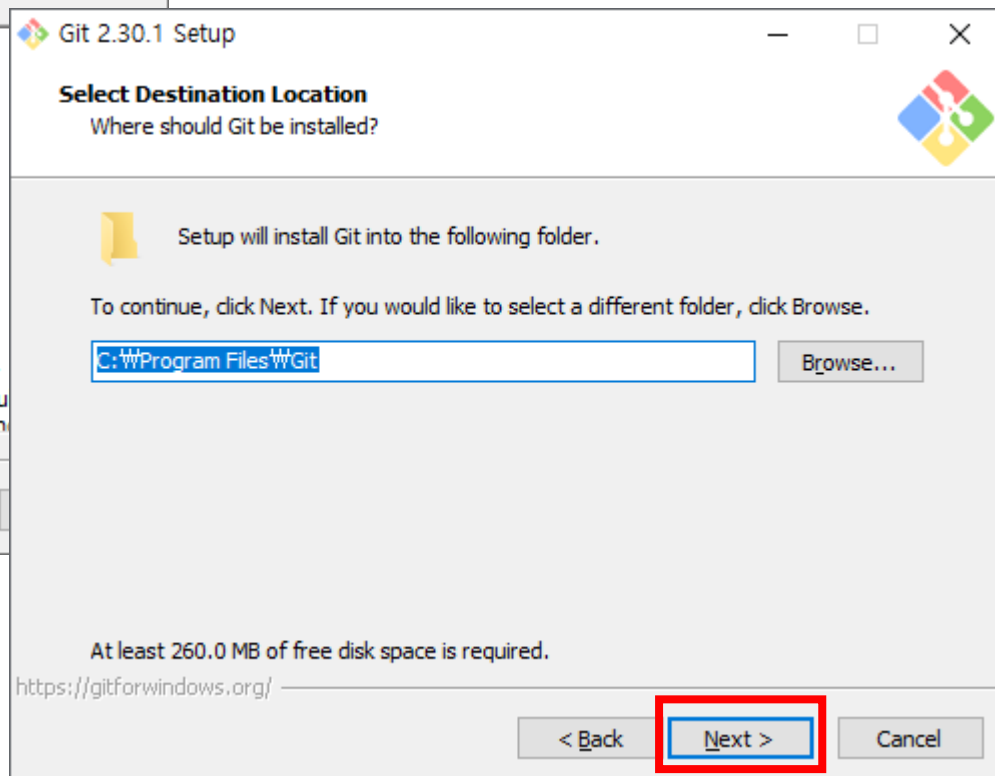 Git 2.30.1 Setup
Select Destination Location
Where should Git be installed?
Setup will install Git into the following folder.
To continue, click Next. If you would like to select a different folder, click Browse.
C:₩Program Files₩Git
Browse...
At least 260.0 MB of free disk space is required.
https://gitforwindows.org/
< Back
Next >
Cancel